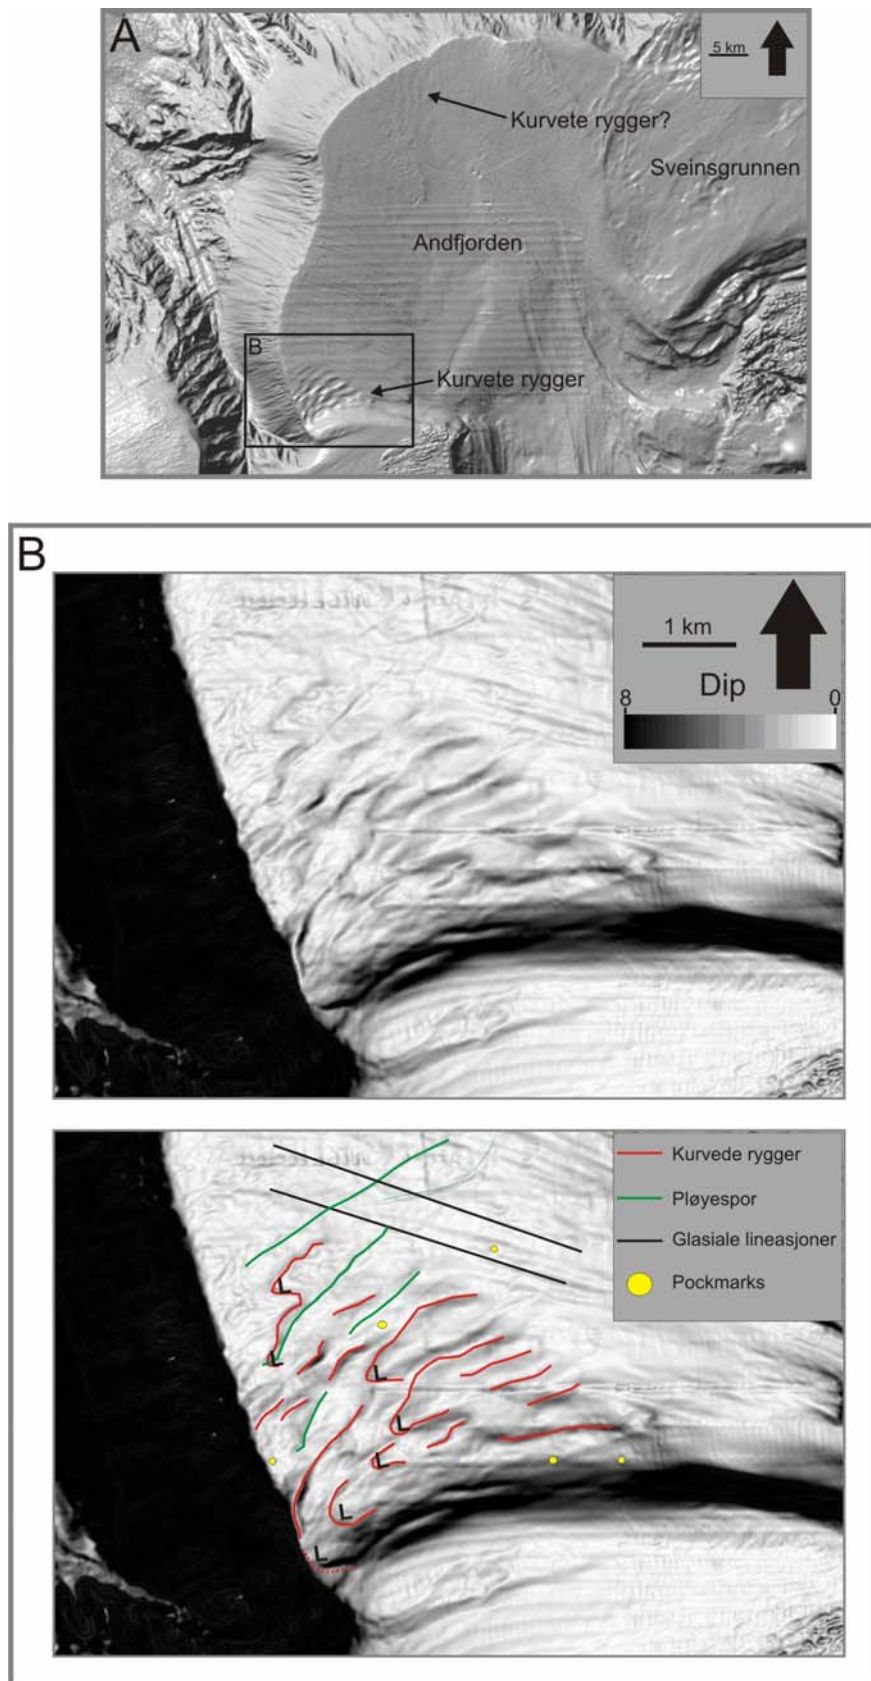 A
5 km
Kurvete rygger?
Sveinsgrunnen
Andfjorden
B
Kurvete rygger
B
1 km
Dip
8 0
Kurvede rygger
Pløyespor
Glasiale lineasjoner
Pockmarks
L
L
L
L
L
L
L